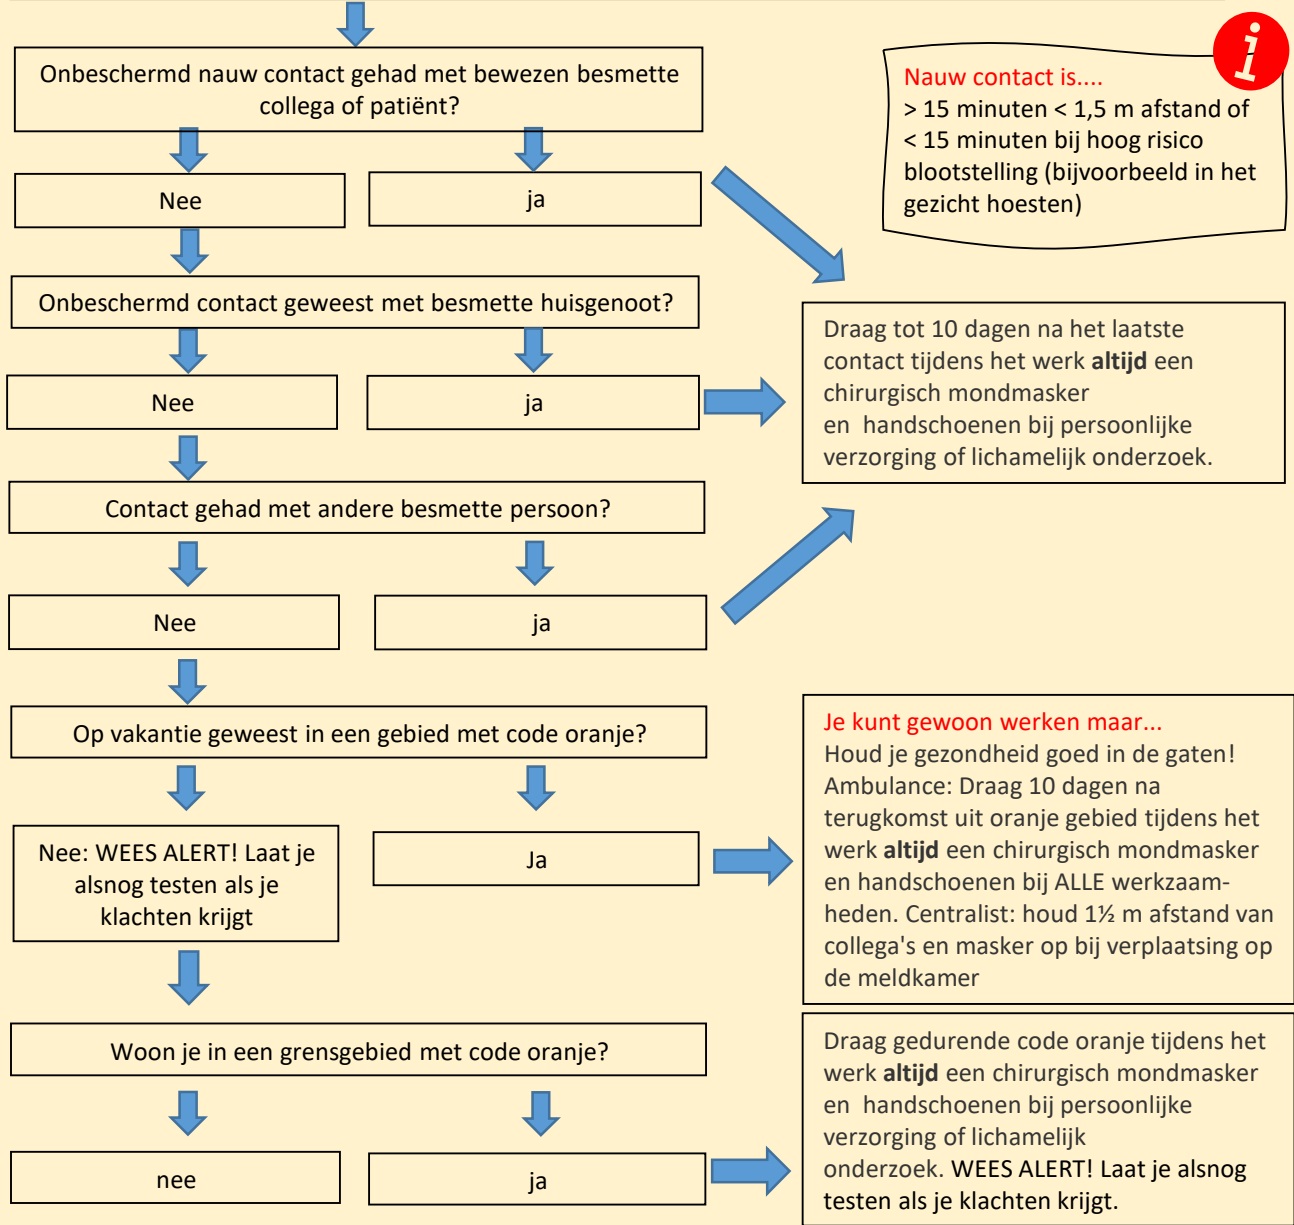 Onbeschermd nauw contact gehad met bewezen besmette
collega of patiënt?
i
Nauw contact is....
> 15 minuten < 1,5 m afstand of
< 15 minuten bij hoog risico
blootstelling (bijvoorbeeld in het
gezicht hoesten)
Nee
ja
Onbeschermd contact geweest met besmette huisgenoot?
Nee
ja
Draag tot 10 dagen na het laatste
contact tijdens het werk altijd een
chirurgisch mondmasker
en handschoenen bij persoonlijke
verzorging of lichamelijk onderzoek.
Contact gehad met andere besmette persoon?
Nee
ja
Op vakantie geweest in een gebied met code oranje?
Nee: WEES ALERT! Laat je
alsnog testen als je
klachten krijgt
Ja
Je kunt gewoon werken maar...
Houd je gezondheid goed in de gaten!
Ambulance: Draag 10 dagen na
terugkomst uit oranje gebied tijdens het
werk altijd een chirurgisch mondmasker
en handschoenen bij ALLE werkzaam-
heden. Centralist: houd 1½ m afstand van
collega's en masker op bij verplaatsing op
de meldkamer
Woon je in een grensgebied met code oranje?
nee
ja
Draag gedurende code oranje tijdens het
werk altijd een chirurgisch mondmasker
en handschoenen bij persoonlijke
verzorging of lichamelijk
onderzoek. WEES ALERT! Laat je alsnog
testen als je klachten krijgt.